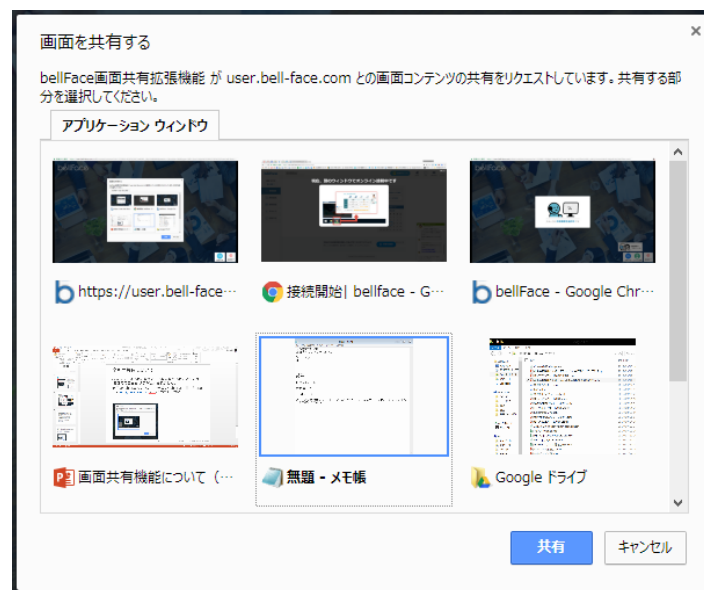 画面を共有する
×
bellFace画面共有拡張機能 が user.bell-face.com との画面コンテンツの共有をリクエストしています。共有する部
分を選択してください。
アプリケーション ウィンドウ
https://user.bell-face…
接続開始| bellface - G…
bellFace - Google Chr…
画面共有機能について（…
無題 - メモ帳
Google ドライブ
共有
キャンセル